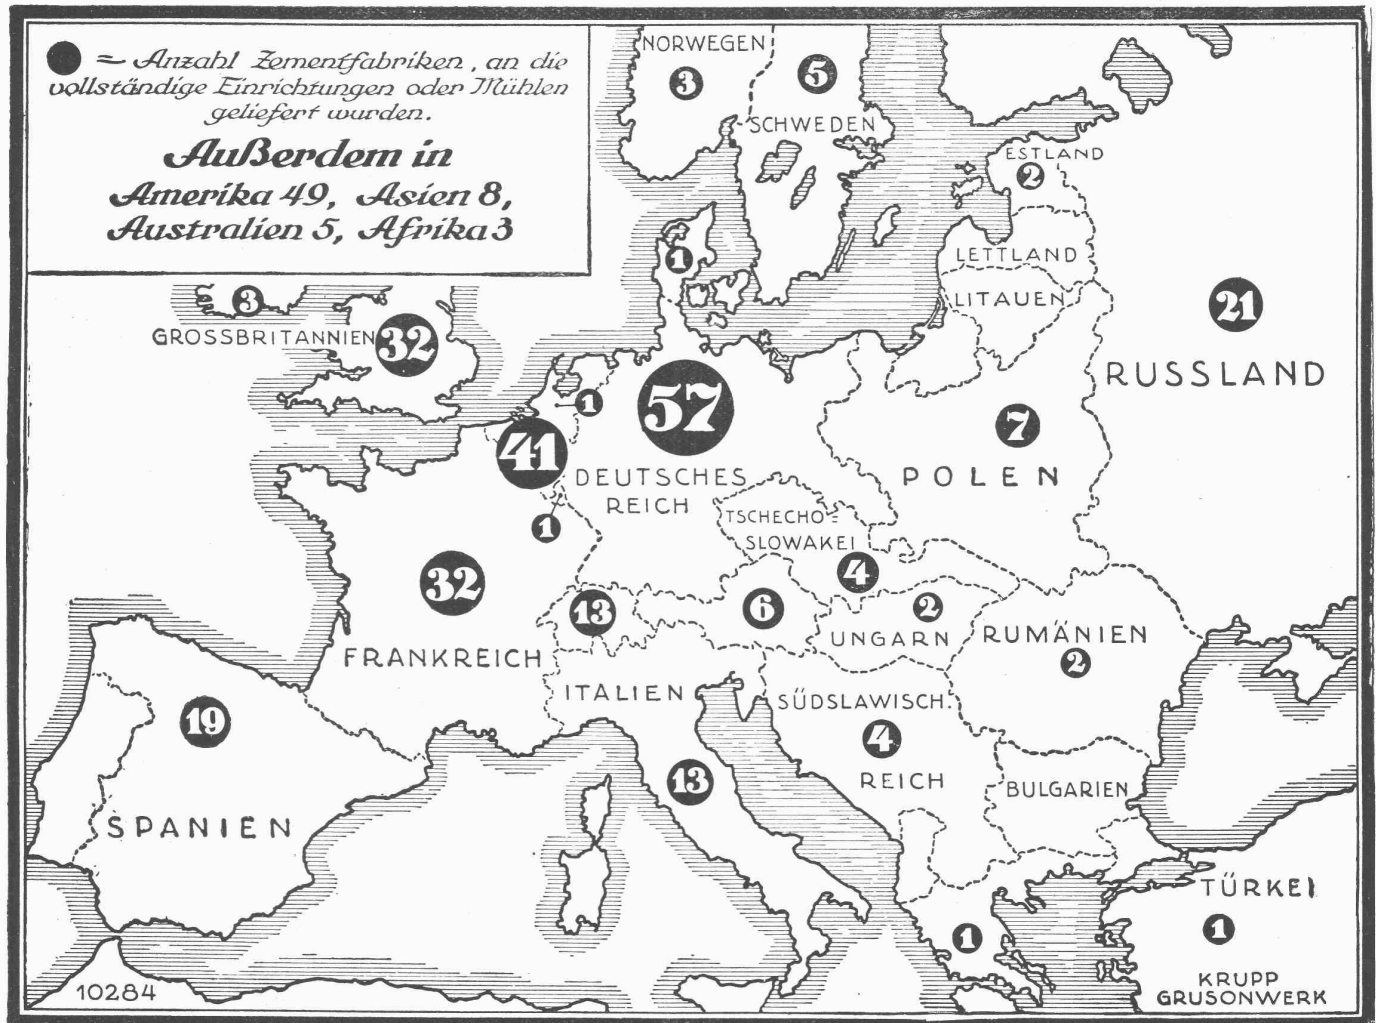 = Anzahl Zementfabriken, an die
vollständige Einrichtungen oder Mühlen
geliefert wurden.
Außerdem in
Amerika 49, Asien 8,
Australien 5, Afrika 3
NORWEGEN
3
5
SCHWEDEN
ESTLAND
2
1
LETTLAND
LITAUEN
3
GROSSBRITANNIEN
32
21
RUSSLAND
1
57
41
7
DEUTSCHES
REICH
POLEN
1
TSCHECHO=
SLOWAKEI
4
32
FRANKREICH
13
6
2
UNGARN
RUMÄNIEN
2
ITALIEN
13
SÜDSLAWISCH.
4
REICH
BULGARIEN
19
SPANIEN
TÜRKEI
1
1
10284
KRUPP
GRUSONWERK